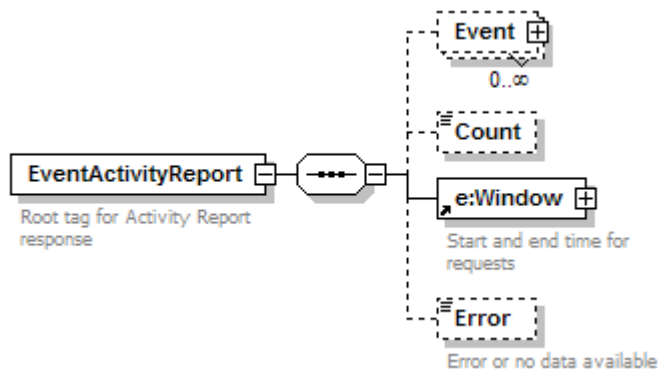 Event
0..∞
Count
EventActivityReport
Root tag for Activity Report
response
e:Window
Start and end time for
requests
Error
Error or no data available